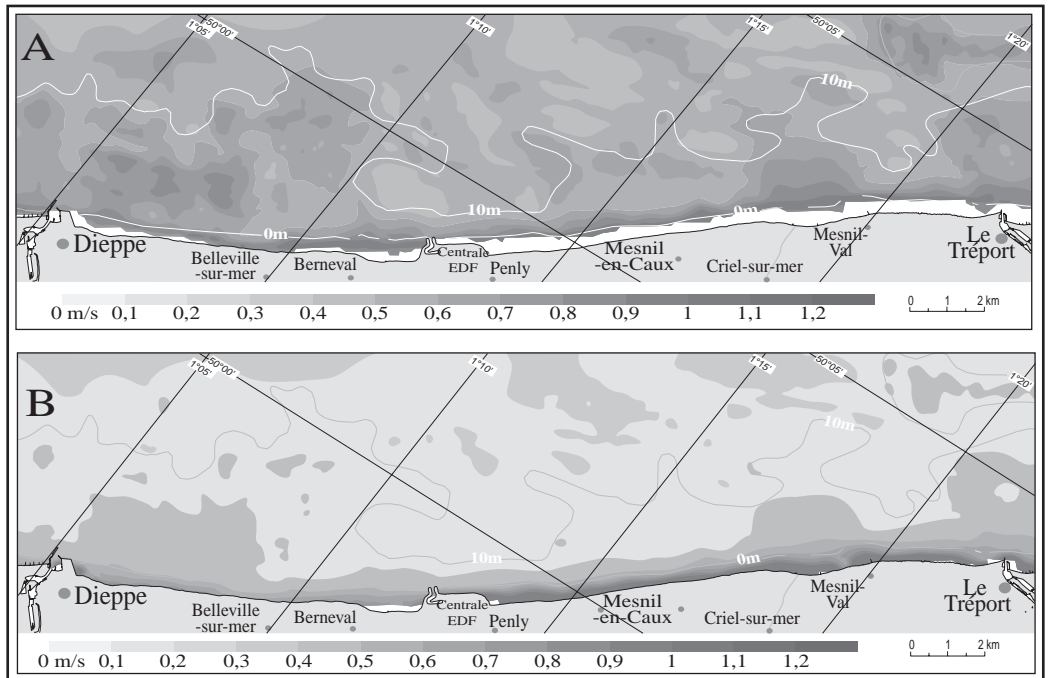 A
1°05'
50°00'
1°10'
1°15'
50°05'
1°20'
10m
10m
0m
0m
Dieppe
Belleville
-sur-mer
Berneval
Centrale
EDF
Penly
Mesnil
-en-Caux
Criel-sur-mer
Mesnil-
Val
Le
Tréport
0 m/s 0,1 0,2 0,3 0,4 0,5 0,6 0,7 0,8 0,9 1 1,1 1,2
0 1 2 km
B
1°05'
50°00'
1°10'
1°15'
50°05'
1°20'
10m
10m
0m
Dieppe
Belleville
-sur-mer
Berneval
Centrale
EDF
Penly
Mesnil
-en-Caux
Criel-sur-mer
Mesnil-
Val
Le
Tréport
0 m/s 0,1 0,2 0,3 0,4 0,5 0,6 0,7 0,8 0,9 1 1,1 1,2
0 1 2 km